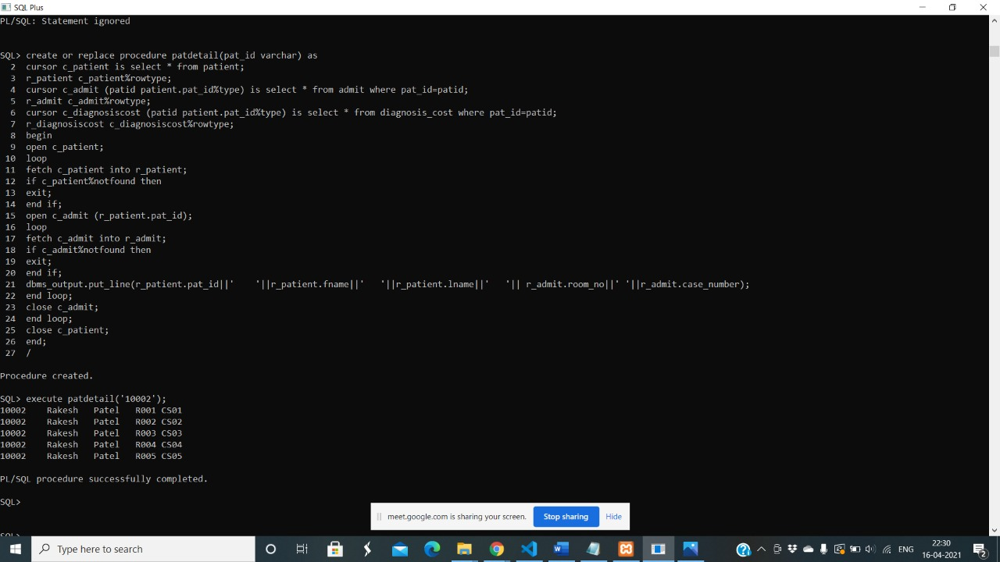 SQL Plus
PL/SQL: Statement ignored
SQL> create or replace procedure patdetail(pat_id varchar) as
2 cursor c_patient is select * from patient;
3 r_patient c_patient%rowtype;
4 cursor c_admit (patid patient.pat_id%type) is select * from admit where pat_id=patid;
5 r_admit c_admit%rowtype;
6 cursor c_diagnosiscost (patid patient.pat_id%type) is select * from diagnosis_cost where pat_id=patid;
7 r_diagnosiscost c_diagnosiscost%rowtype;
8 begin
9 open c_patient;
10 loop
11 fetch c_patient into r_patient;
12 if c_patient%notfound then
13 exit;
14 end if;
15 open c_admit (r_patient.pat_id);
16 loop
17 fetch c_admit into r_admit;
18 if c_admit%notfound then
19 exit;
20 end if;
21 dbms_output.put_line(r_patient.pat_id||'    '||r_patient.fname||'   '||r_patient.lname||'   '|| r_admit.room_no||' '||r_admit.case_number);
22 end loop;
23 close c_admit;
24 end loop;
25 close c_patient;
26 end;
27 /
Procedure created.
SQL> execute patdetail('10002');
10002    Rakesh   Patel   R001 CS01
10002    Rakesh   Patel   R002 CS02
10002    Rakesh   Patel   R003 CS03
10002    Rakesh   Patel   R004 CS04
10002    Rakesh   Patel   R005 CS05
PL/SQL procedure successfully completed.
SQL>
meet.google.com is sharing your screen. Stop sharing Hide
SQL>
Type here to search
ENG
22:30
16-04-2021
2